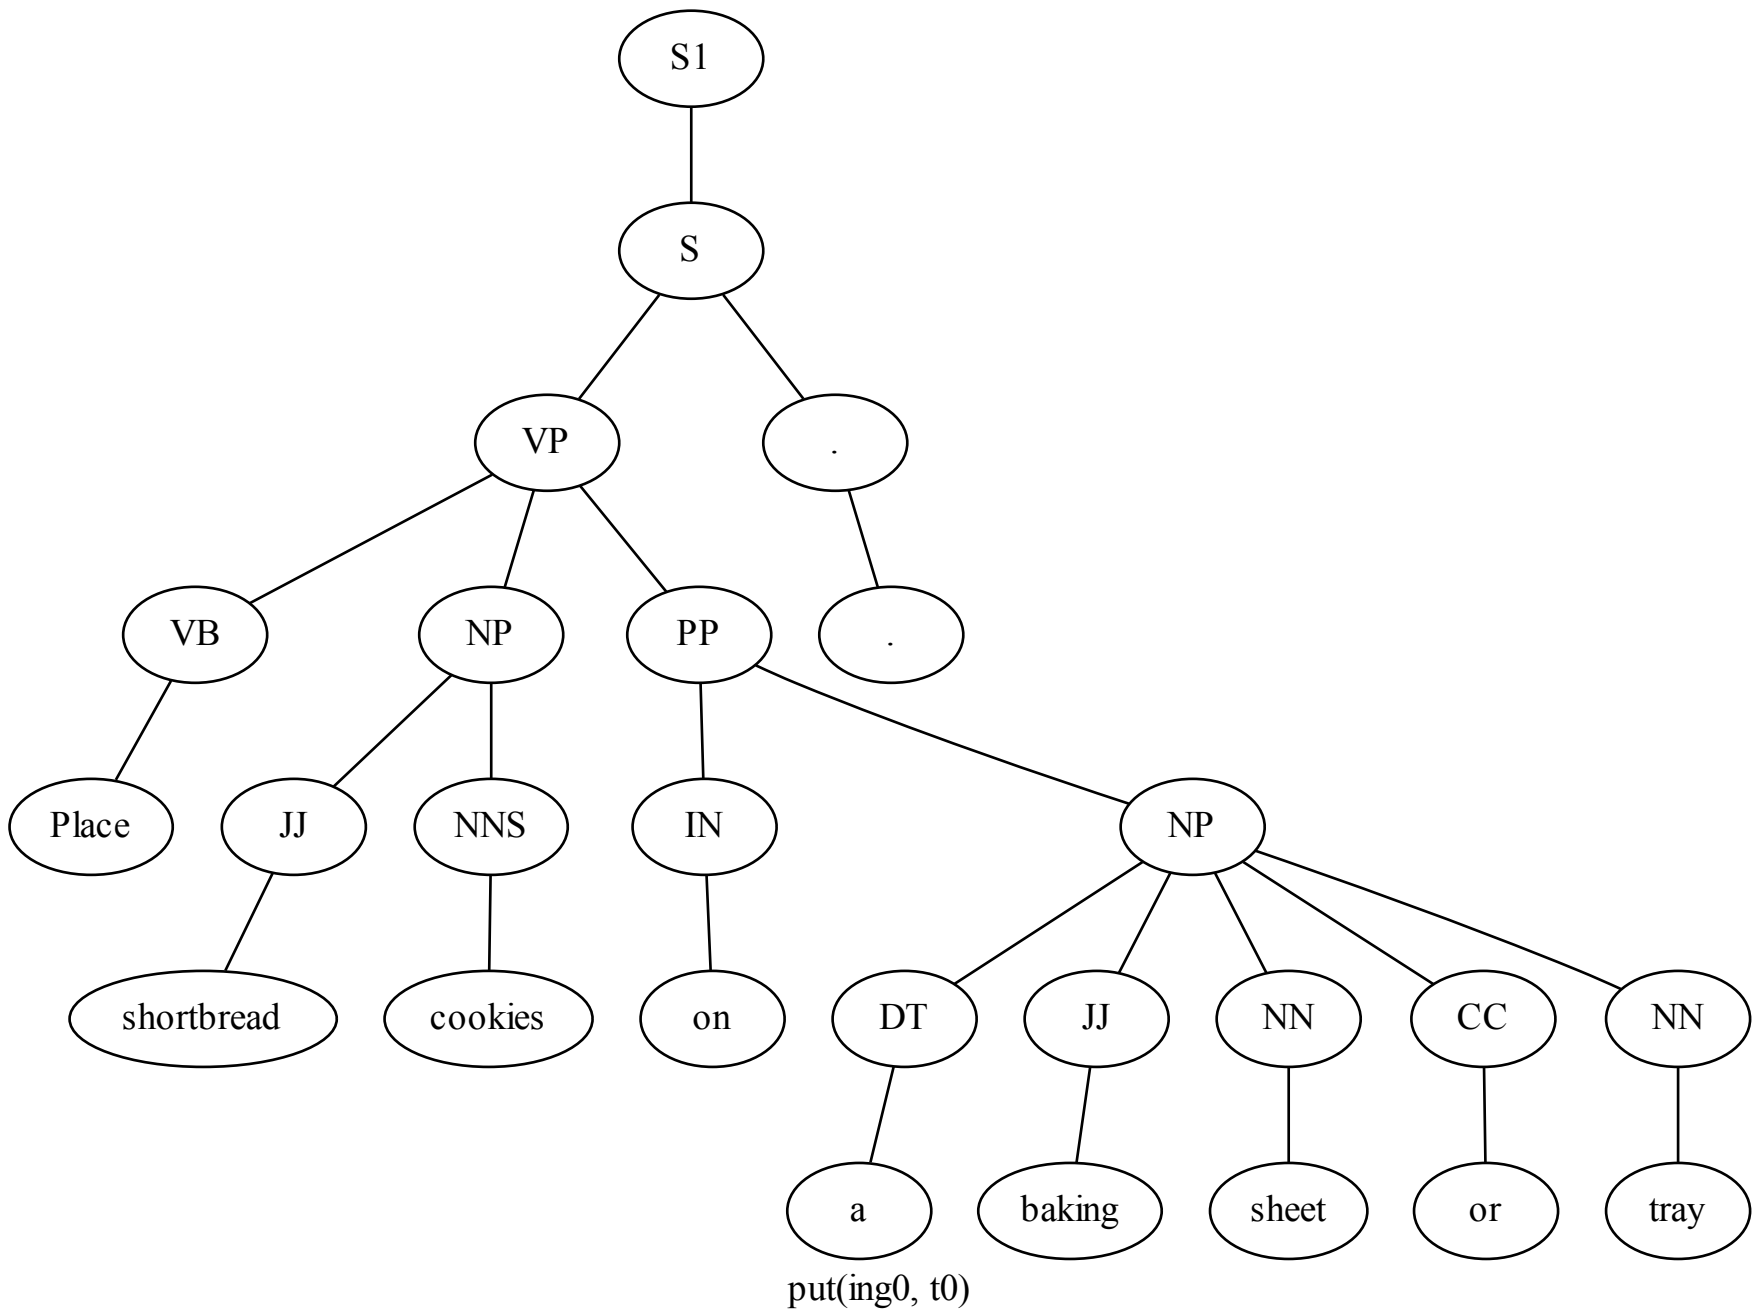 S1
S
VP .
VB NP PP .
Place JJ NNS IN NP
shortbread cookies on DT JJ NN CC NN
a baking sheet or tray
put(ing0, t0)